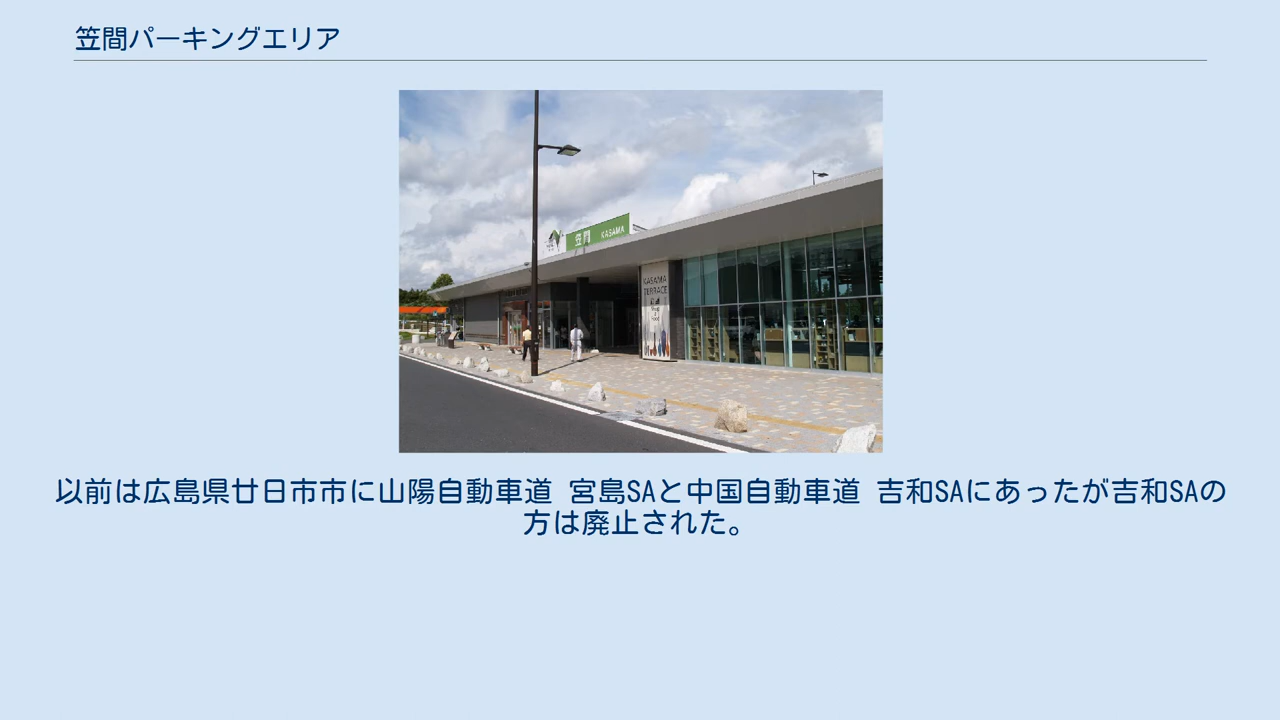 笠間パーキングエリア
笠間 KASAMA
KASAMA
TERRACE
以前は広島県廿日市市に山陽自動車道 宮島SAと中国自動車道 吉和SAにあったが吉和SAの
方は廃止された。